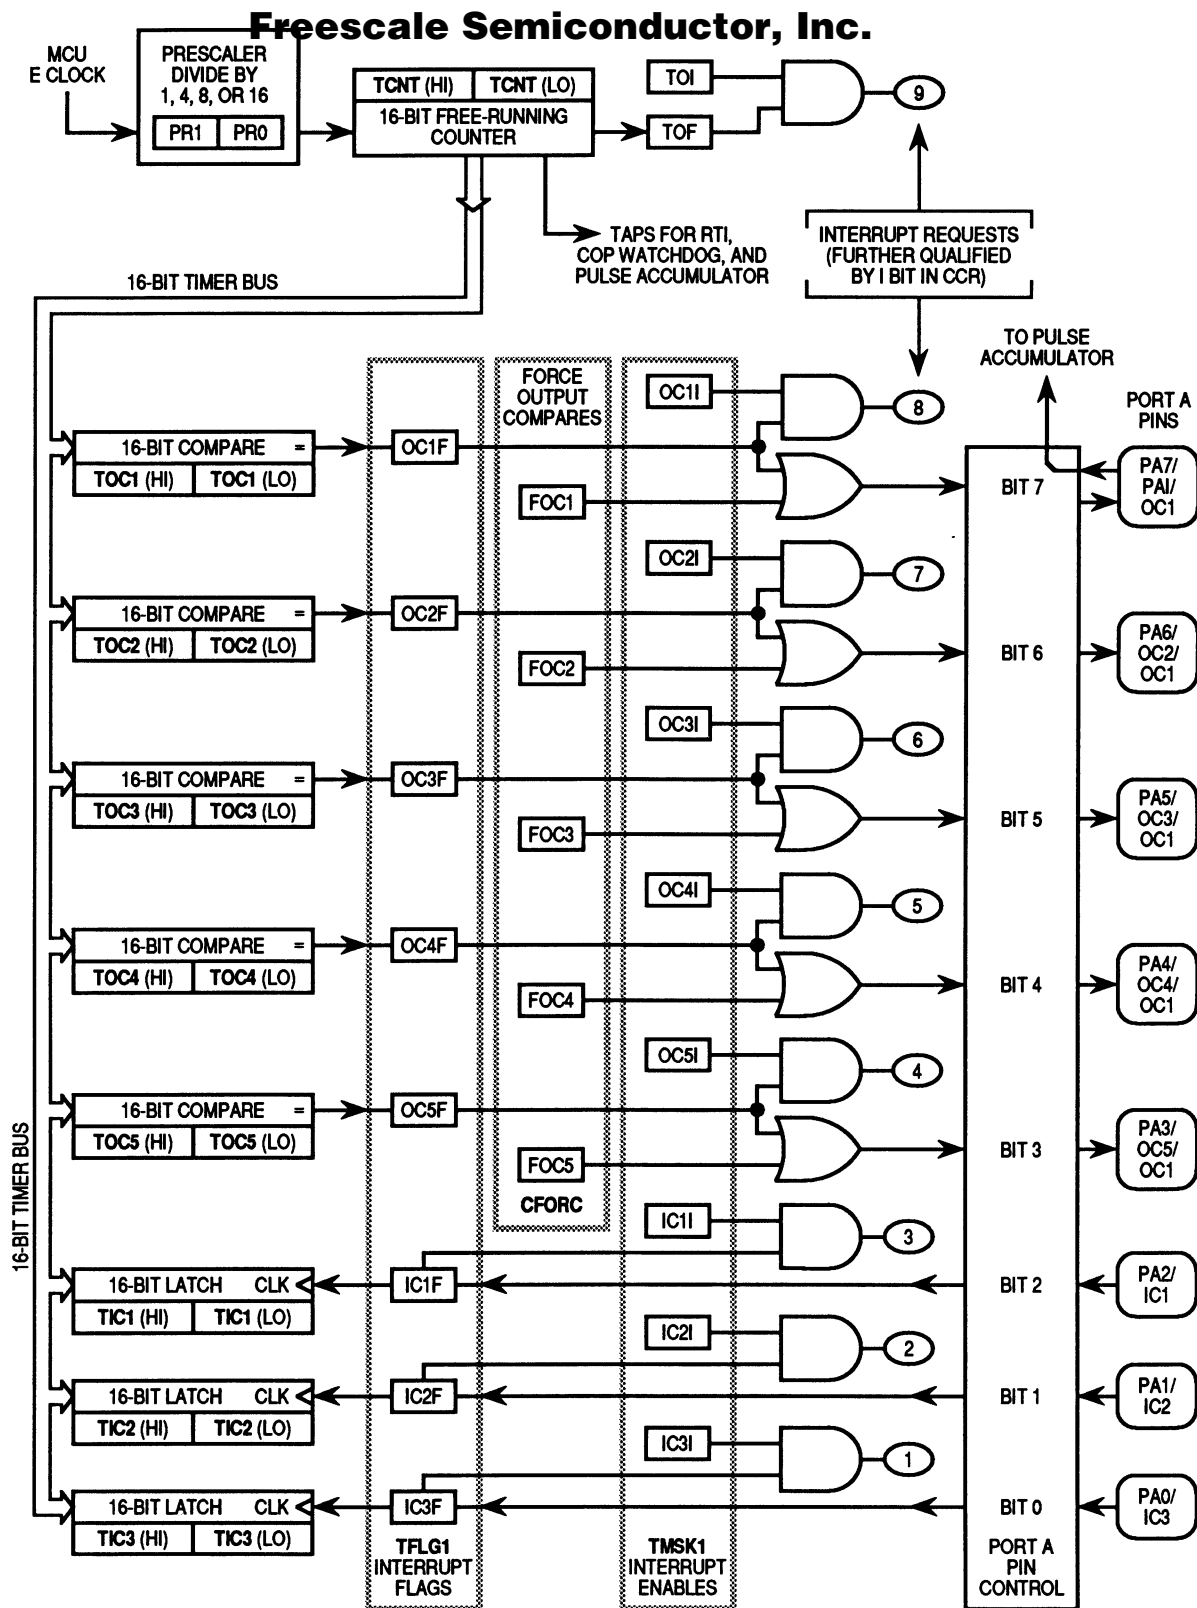 Freescale Semiconductor, Inc.
MCU
E CLOCK
PRESCALER
DIVIDE BY
1, 4, 8, OR 16
PR1 PR0
TCNT (HI) TCNT (LO)
16-BIT FREE-RUNNING
COUNTER
TOI
TOF
9
TAPS FOR RTI,
COP WATCHDOG, AND
PULSE ACCUMULATOR
INTERRUPT REQUESTS
(FURTHER QUALIFIED
BY I BIT IN CCR)
16-BIT TIMER BUS
TO PULSE
ACCUMULATOR
PORT A
PINS
FORCE
OUTPUT
COMPARES
OC1I
8
16-BIT COMPARE =
TOC1 (HI) TOC1 (LO)
OC1F
FOC1
BIT 7
PA7/
PAI/
OC1
OC2I
7
16-BIT COMPARE =
TOC2 (HI) TOC2 (LO)
OC2F
FOC2
BIT 6
PA6/
OC2/
OC1
OC3I
6
16-BIT COMPARE =
TOC3 (HI) TOC3 (LO)
OC3F
FOC3
BIT 5
PA5/
OC3/
OC1
OC4I
5
16-BIT COMPARE =
TOC4 (HI) TOC4 (LO)
OC4F
FOC4
BIT 4
PA4/
OC4/
OC1
OC5I
4
16-BIT COMPARE =
TOC5 (HI) TOC5 (LO)
OC5F
FOC5
CFORC
BIT 3
PA3/
OC5/
OC1
16-BIT TIMER BUS
IC1I
3
16-BIT LATCH CLK
TIC1 (HI) TIC1 (LO)
IC1F
BIT 2
PA2/
IC1
IC2I
2
16-BIT LATCH CLK
TIC2 (HI) TIC2 (LO)
IC2F
BIT 1
PA1/
IC2
IC3I
1
16-BIT LATCH CLK
TIC3 (HI) TIC3 (LO)
IC3F
BIT 0
PA0/
IC3
TFLG1
INTERRUPT
FLAGS
TMSK1
INTERRUPT
ENABLES
PORT A
PIN
CONTROL